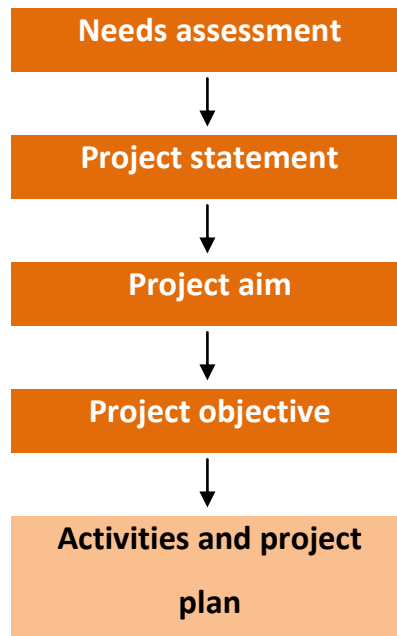 Needs assessment
Project statement
Project aim
Project objective
Activities and project
plan